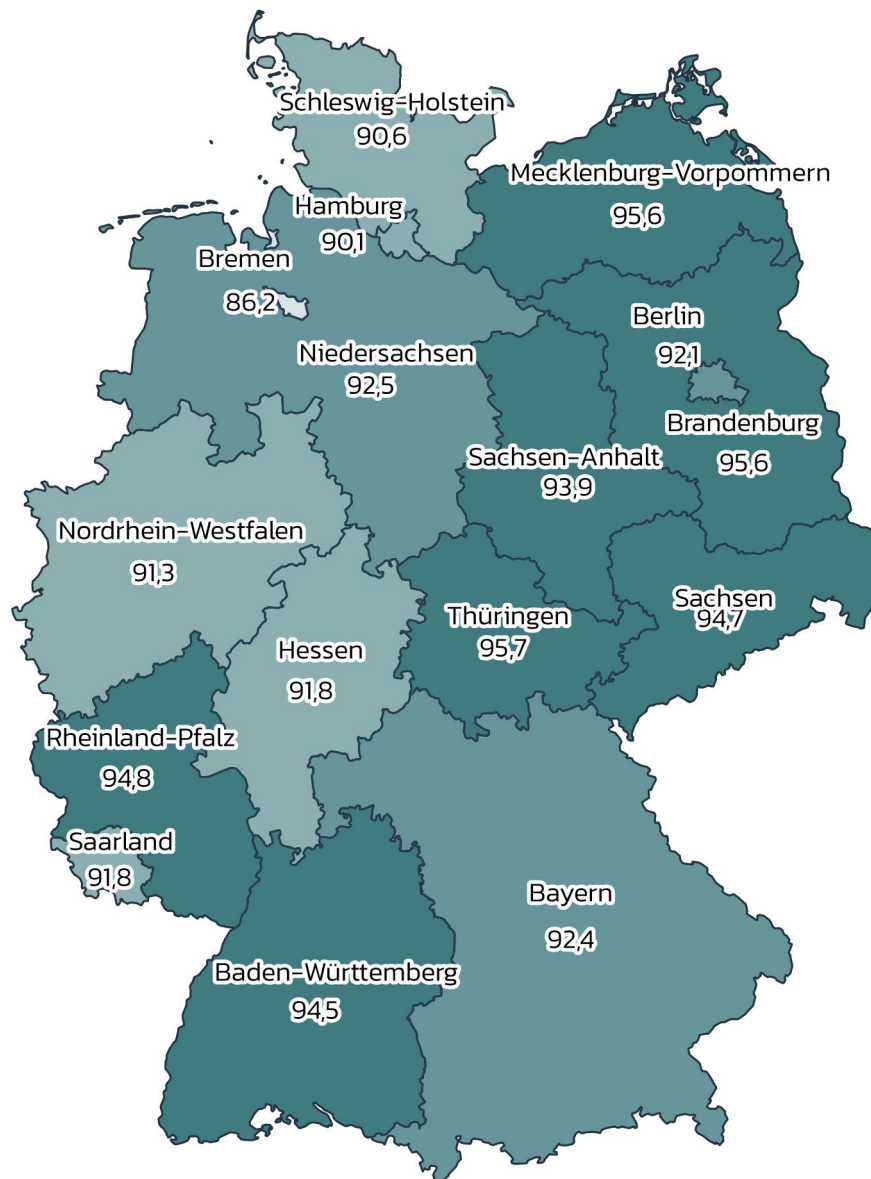 Schleswig-Holstein
90,6
Mecklenburg-Vorpommern
95,6
Hamburg
90,1
Bremen
86,2
Berlin
92,1
Niedersachsen
92,5
Brandenburg
95,6
Sachsen-Anhalt
93,9
Nordrhein-Westfalen
91,3
Sachsen
94,7
Thüringen
95,7
Hessen
91,8
Rheinland-Pfalz
94,8
Saarland
91,8
Bayern
92,4
Baden-Württemberg
94,5